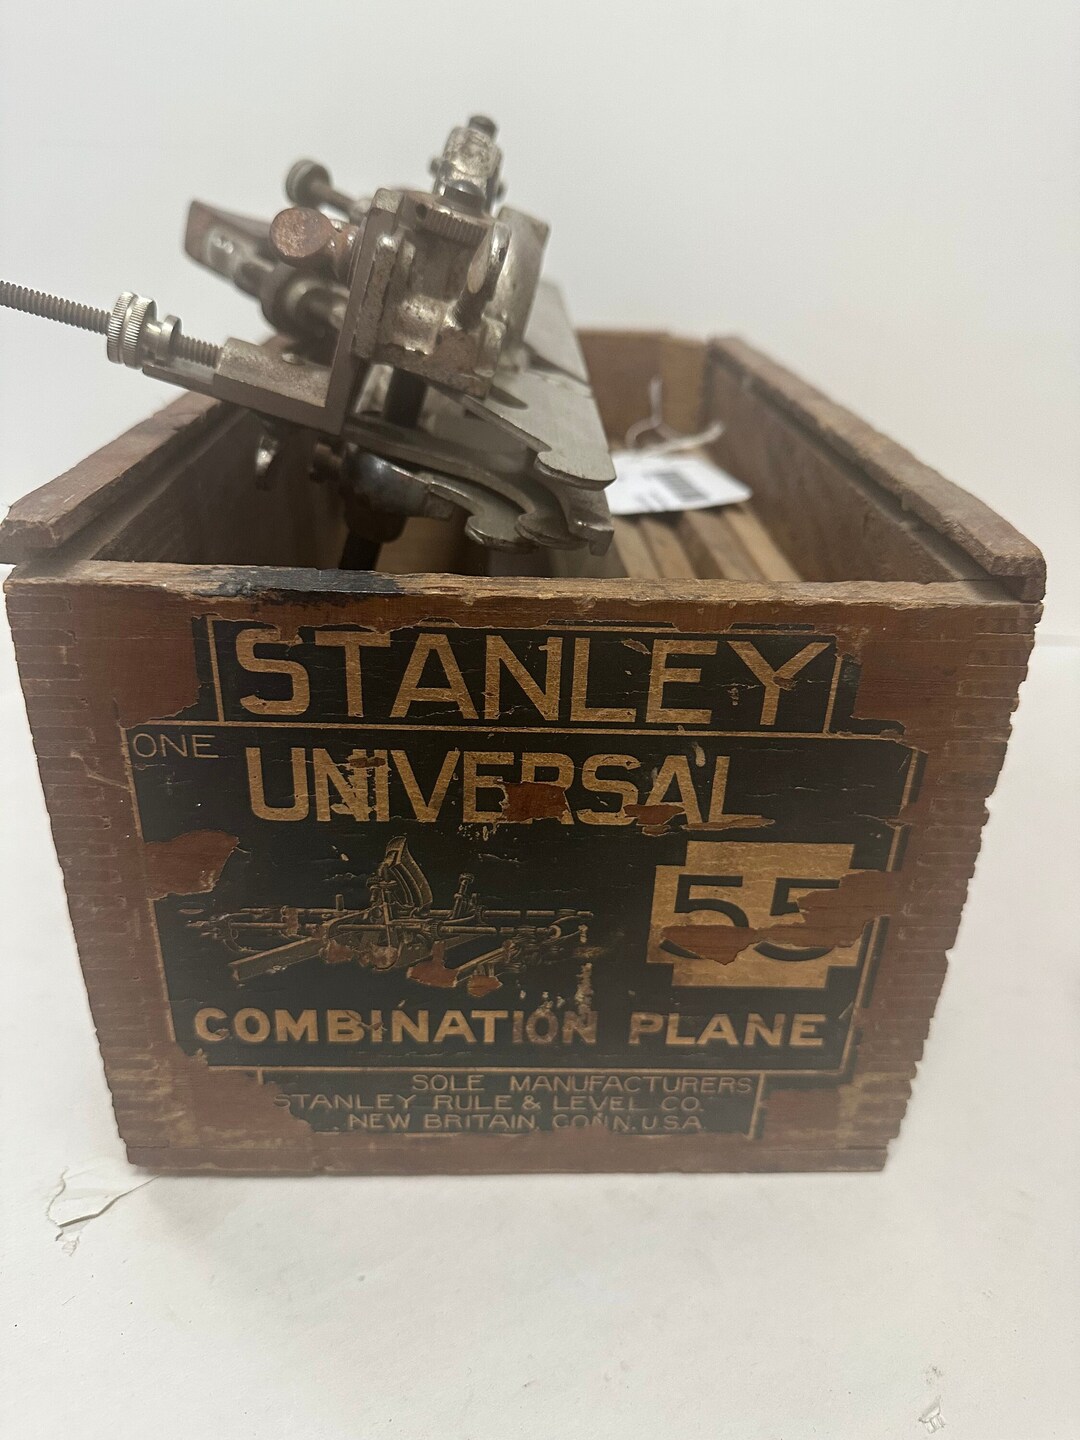 STANLEY
ONE
UNIVERSAL
55
COMBINATION PLANE
SOLE MANUFACTURERS
STANLEY RULE & LEVEL CO.
NEW BRITAIN, CONN. U.S.A.